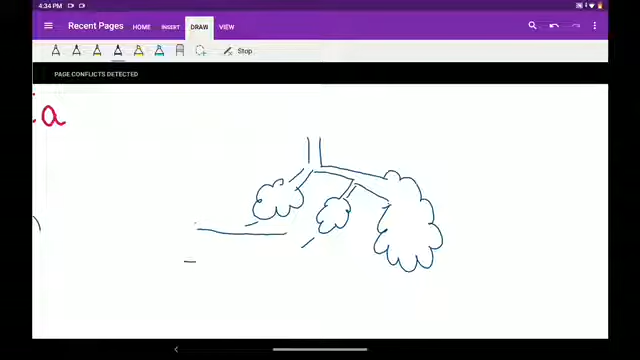 4:34 PM
Recent Pages HOME INSERT DRAW VIEW
Stop
PAGE CONFLICTS DETECTED
a